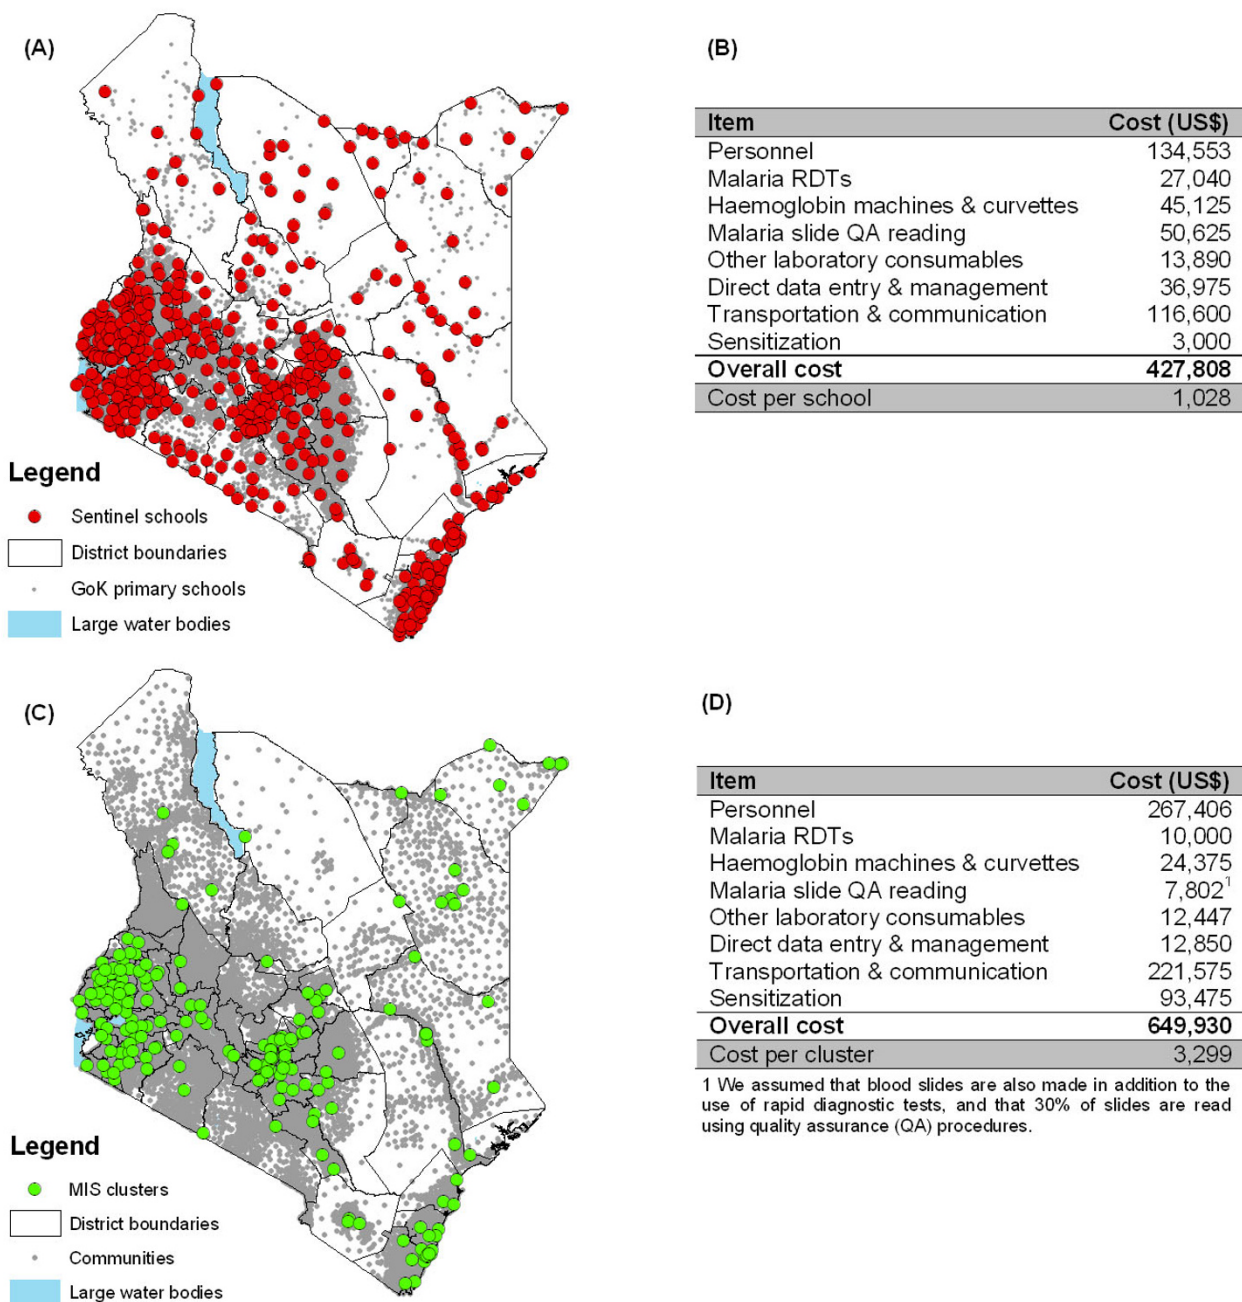 (A)
Legend
Sentinel schools
District boundaries
GoK primary schools
Large water bodies
(B)
Item Cost (US$)
Personnel 134,553
Malaria RDTs 27,040
Haemoglobin machines & curvettes 45,125
Malaria slide QA reading 50,625
Other laboratory consumables 13,890
Direct data entry & management 36,975
Transportation & communication 116,600
Sensitization 3,000
Overall cost 427,808
Cost per school 1,028
(C)
Legend
MIS clusters
District boundaries
Communities
Large water bodies
(D)
Item Cost (US$)
Personnel 267,406
Malaria RDTs 10,000
Haemoglobin machines & curvettes 24,375
Malaria slide QA reading 7,802¹
Other laboratory consumables 12,447
Direct data entry & management 12,850
Transportation & communication 221,575
Sensitization 93,475
Overall cost 649,930
Cost per cluster 3,299
1 We assumed that blood slides are also made in addition to the
use of rapid diagnostic tests, and that 30% of slides are read
using quality assurance (QA) procedures.